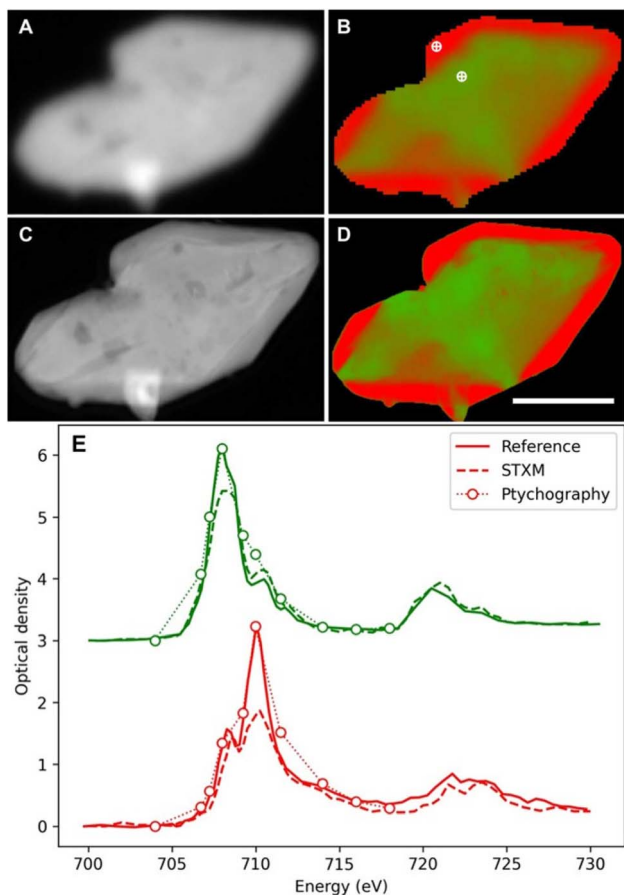 A
B
C
D
E
Reference
STXM
Ptychography
6
5
4
3
2
1
0
Optical density
700
705
710
715
720
725
730
Energy (eV)